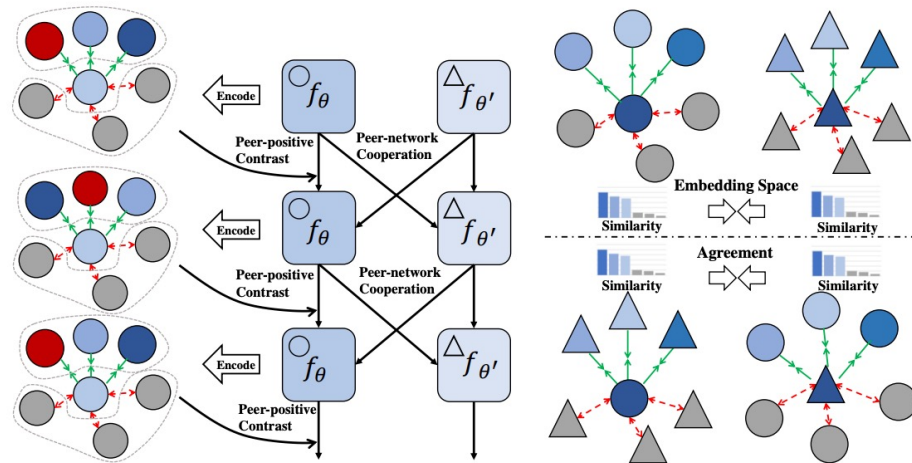 Encode
fθ
fθ'
Peer-positive
Contrast
Peer-network
Cooperation
Encode
fθ
fθ'
Peer-positive
Contrast
Peer-network
Cooperation
Encode
fθ
fθ'
Peer-positive
Contrast
Similarity
Embedding Space
Similarity
Similarity
Agreement
Similarity